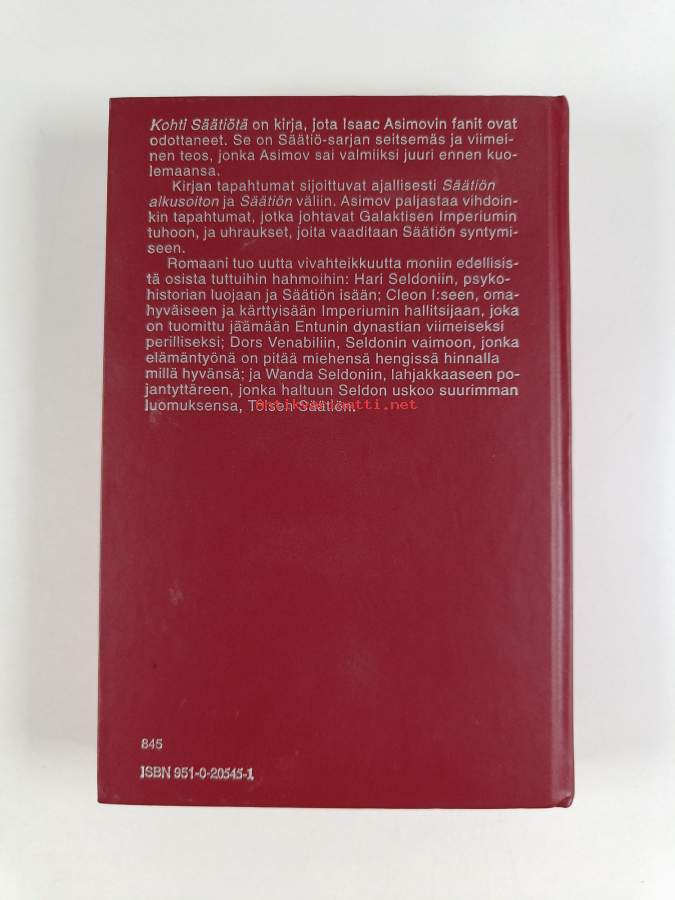 Kohti Säätiötä on kirja, jota Isaac Asimovin fanit ovat
odottaneet. Se on Säätiö-sarjan seitsemäs ja viimei-
nen teos, jonka Asimov sai valmiiksi juuri ennen kuo-
lemaansa.
Kirjan tapahtumat sijoittuvat ajallisesti Säätiön
alkusoiton ja Säätiön väliin. Asimov paljastaa vihdoin-
kin tapahtumat, jotka johtavat Galaktisen Imperiumin
tuhoon, ja uhraukset, joita vaaditaan Säätiön syntymi-
seen.
Romaani tuo uutta vivahteikkuutta moniin edellisis-
tä osista tuttuihin hahmoihin: Hari Seldoniin, psyko-
historian luojaan ja Säätiön isään; Cleon I:seen, oma-
hyväiseen ja kärttyisään Imperiumin hallitsijaan, joka
on tuomittu jäämään Entunin dynastian viimeiseksi
perilliseksi; Dors Venabiliin, Seldonin vaimoon, jonka
elämäntyönä on pitää miehensä hengissä hinnalla
millä hyvänsä; ja Wanda Seldoniin, lahjakkaaseen po-
jantyttäreen, jonka haltuun Seldon uskoo suurimman
luomuksensa, Toisen Säätiön.
Antikvariaatti.net
845
ISBN 951-0-20545-1